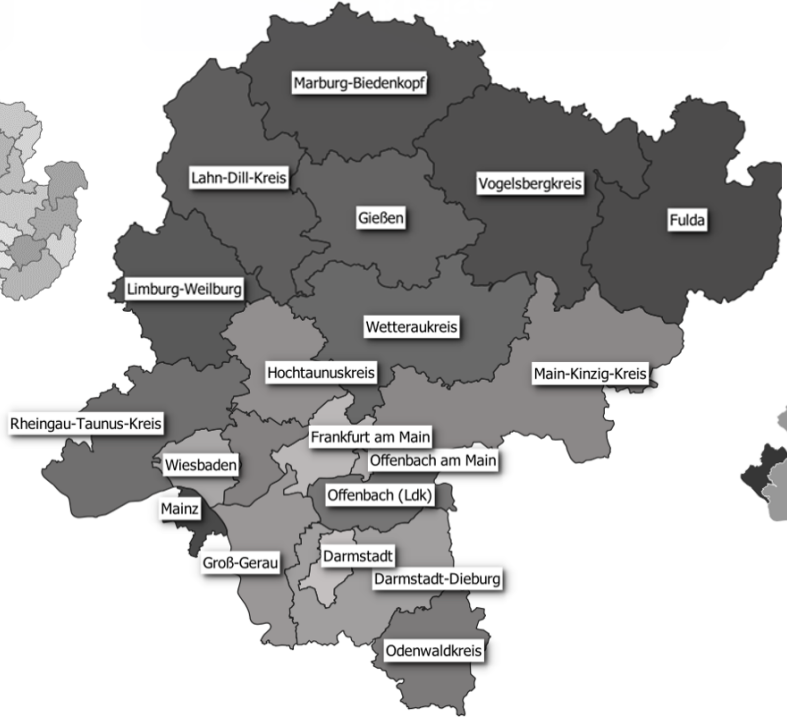 Marburg-Biedenkopf
Lahn-Dill-Kreis
Vogelsbergkreis
Gießen
Fulda
Limburg-Weilburg
Wetteraukreis
Hochtaunuskreis
Main-Kinzig-Kreis
Rheingau-Taunus-Kreis
Frankfurt am Main
Wiesbaden
Offenbach am Main
Offenbach (Ldk)
Mainz
Darmstadt
Groß-Gerau
Darmstadt-Dieburg
Odenwaldkreis